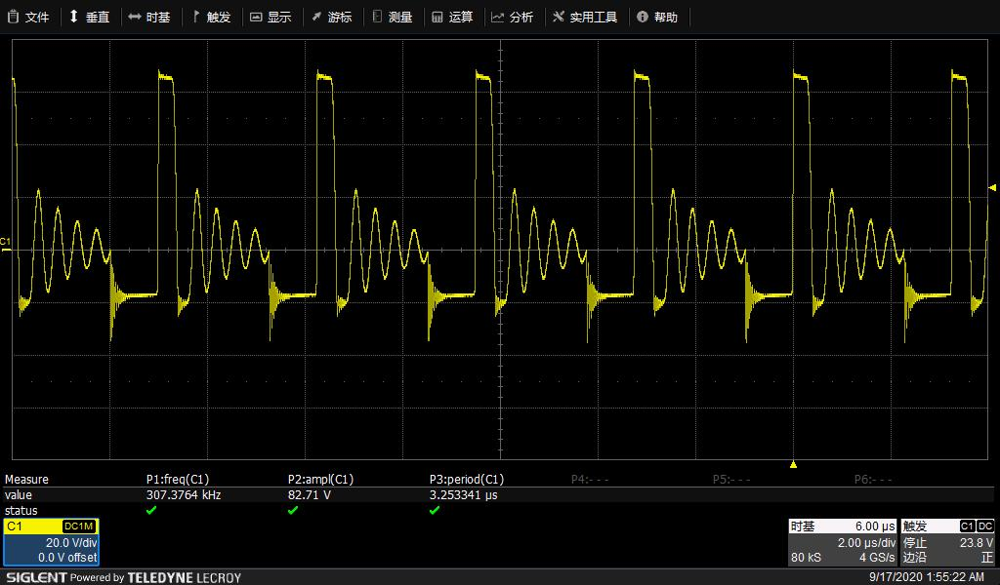 文件 垂直 时基 触发 显示 游标 测量 运算 分析 实用工具 帮助
C1
Measure P1:freq(C1) P2:ampl(C1) P3:period(C1) P4:- - - P5:- - - P6:- - -
value 307.3764 kHz 82.71 V 3.253341 µs
status
C1 DC1M
20.0 V/div
0.0 V offset
时基 6.00 µs
2.00 µs/div
80 kS 4 GS/s
触发 C1 DC
停止 23.8 V
边沿 正
SIGLENT Powered by TELEDYNE LECROY
9/17/2020 1:55:22 AM